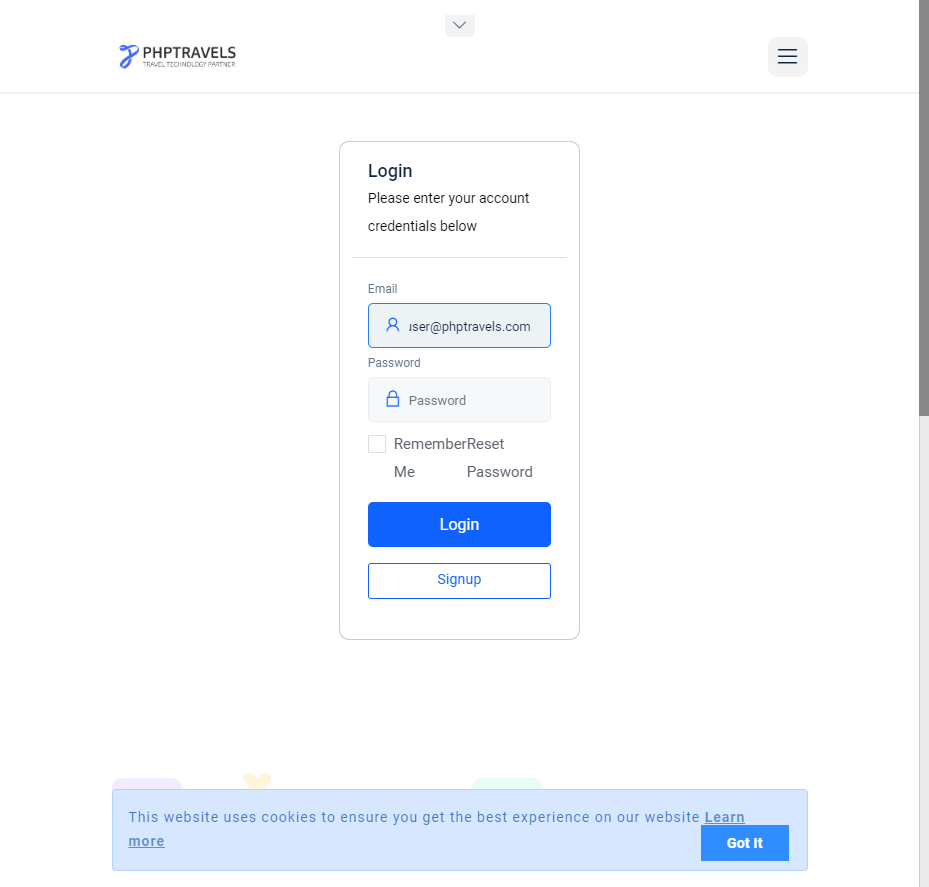 PHPTRAVELS
TRAVEL TECHNOLOGY PARTNER
Login
Please enter your account
credentials below
Email
user@phptravels.com
Password
Password
Remember Me
Reset Password
Login
Signup
This website uses cookies to ensure you get the best experience on our website Learn
more
Got It